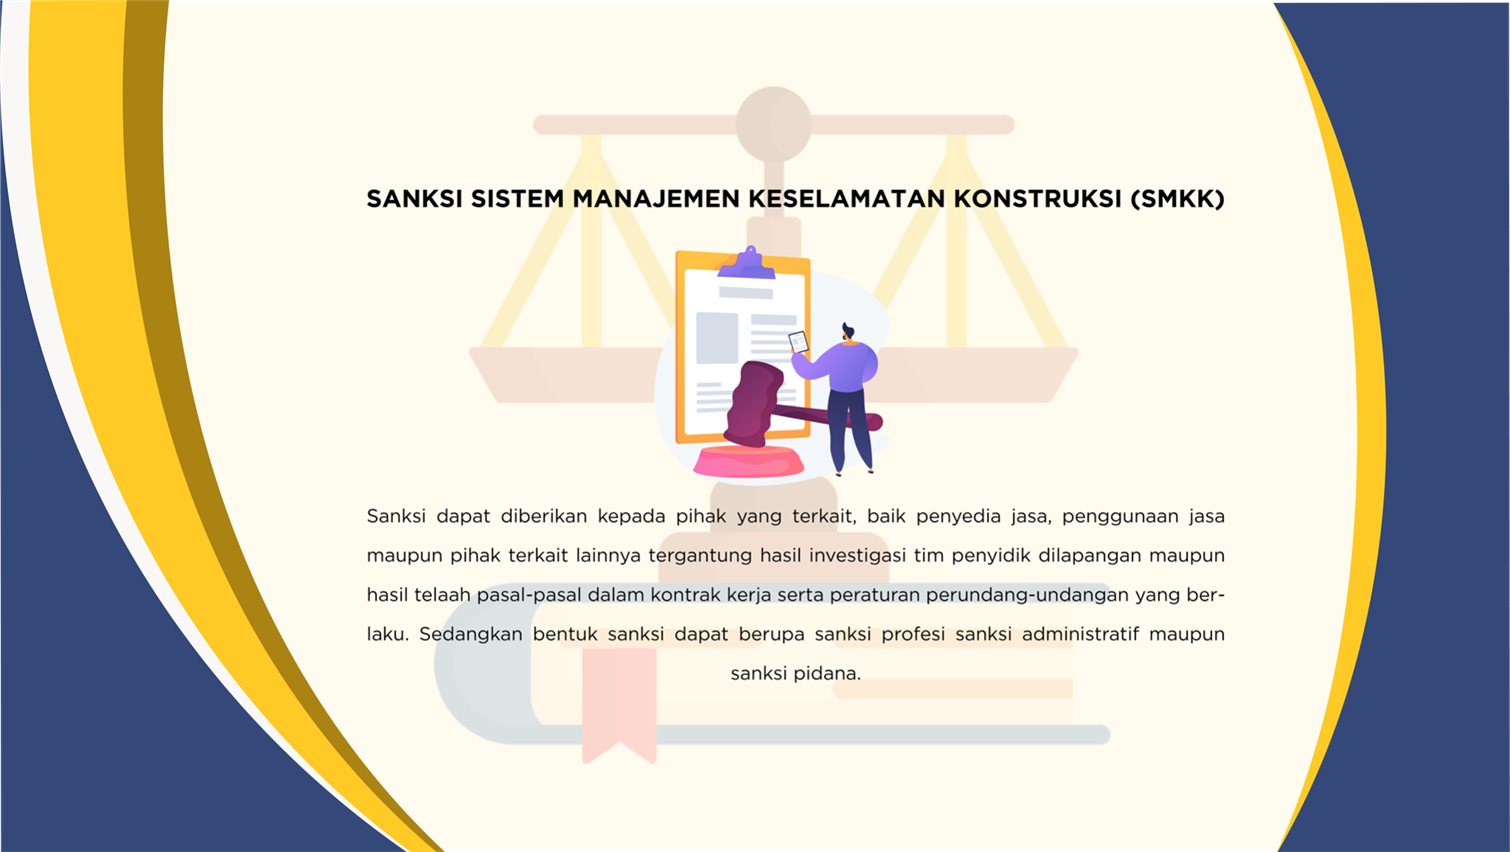 SANKSI SISTEM MANAJEMEN KESELAMATAN KONSTRUKSI (SMKK)
Sanksi dapat diberikan kepada pihak yang terkait, baik penyedia jasa, penggunaan jasa
maupun pihak terkait lainnya tergantung hasil investigasi tim penyidik dilapangan maupun
hasil telaah pasal-pasal dalam kontrak kerja serta peraturan perundang-undangan yang ber-
laku. Sedangkan bentuk sanksi dapat berupa sanksi profesi sanksi administratif maupun
sanksi pidana.